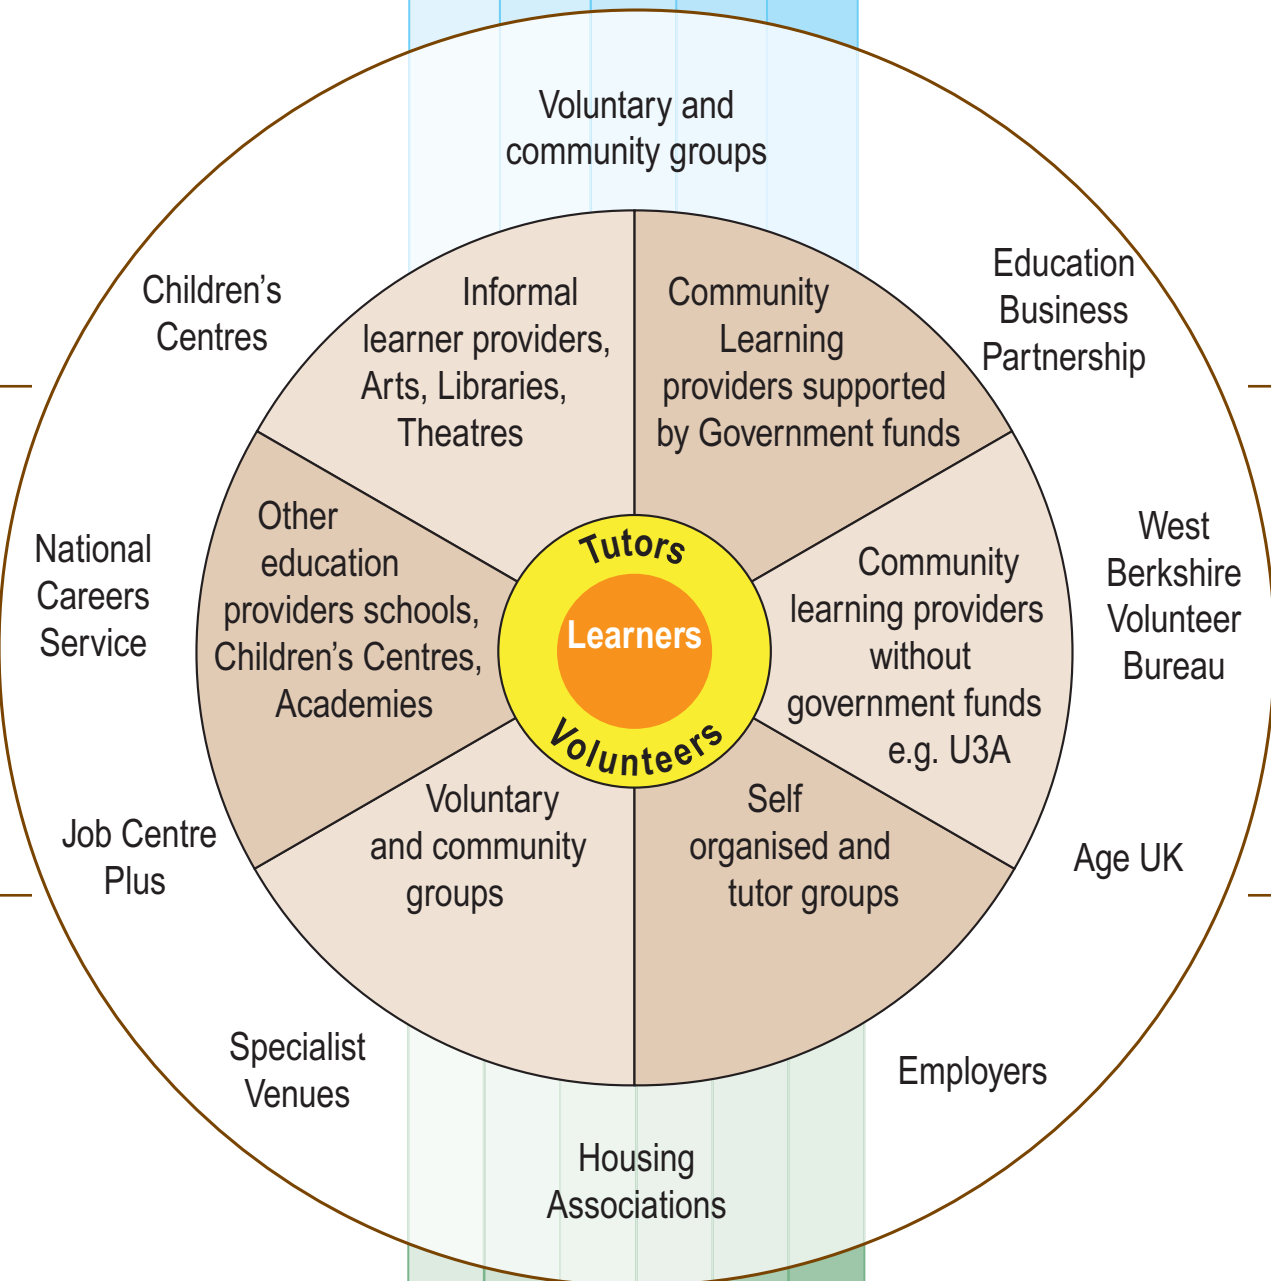 Voluntary and
community groups
Education
Business
Partnership
West
Berkshire
Volunteer
Bureau
Age UK
Employers
Housing
Associations
Specialist
Venues
Job Centre
Plus
National
Careers
Service
Children’s
Centres
Informal
learner providers,
Arts, Libraries,
Theatres
Community
Learning
providers supported
by Government funds
Community
learning providers
without
government funds
e.g. U3A
Self
organised and
tutor groups
Voluntary
and community
groups
Other
education
providers schools,
Children’s Centres,
Academies
Tutors
Learners
Volunteers